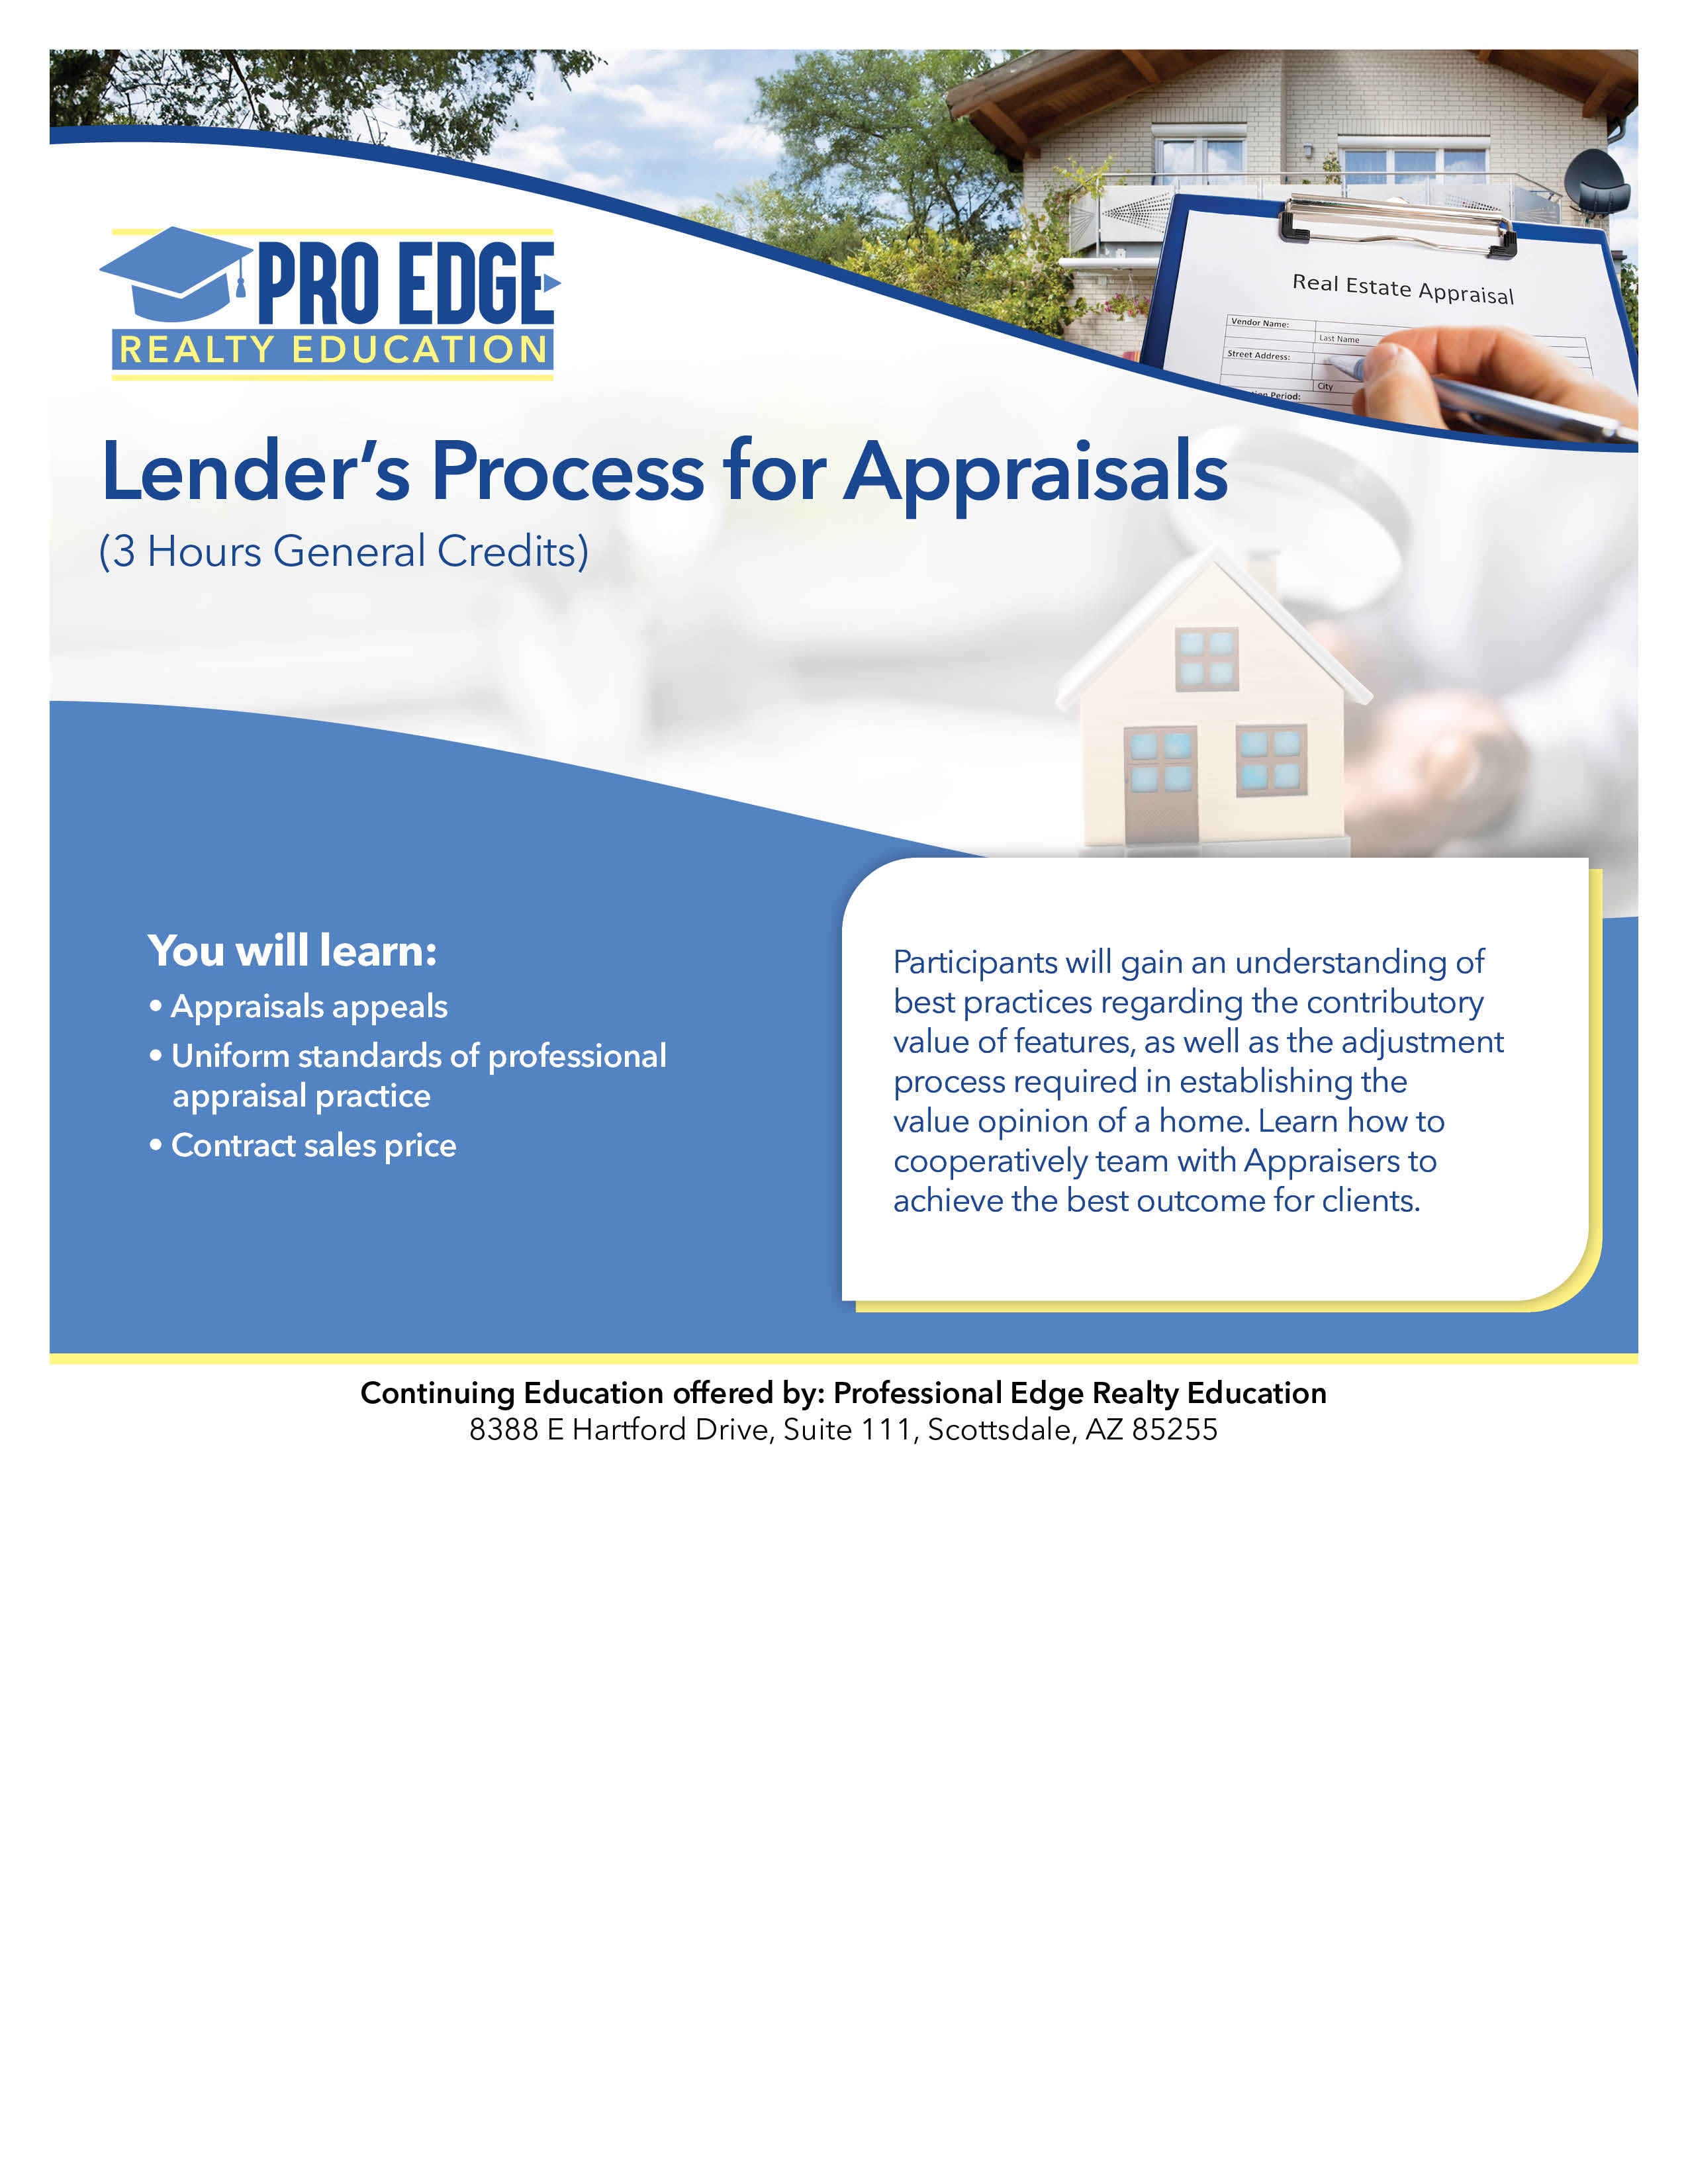 PRO EDGE
REALTY EDUCATION
Real Estate Appraisal
Vendor Name:
Last Name
Street Address:
City
Period:
Lender’s Process for Appraisals
(3 Hours General Credits)
You will learn:
• Appraisals appeals
• Uniform standards of professional
appraisal practice
• Contract sales price
Participants will gain an understanding of
best practices regarding the contributory
value of features, as well as the adjustment
process required in establishing the
value opinion of a home. Learn how to
cooperatively team with Appraisers to
achieve the best outcome for clients.
Continuing Education offered by: Professional Edge Realty Education
8388 E Hartford Drive, Suite 111, Scottsdale, AZ 85255